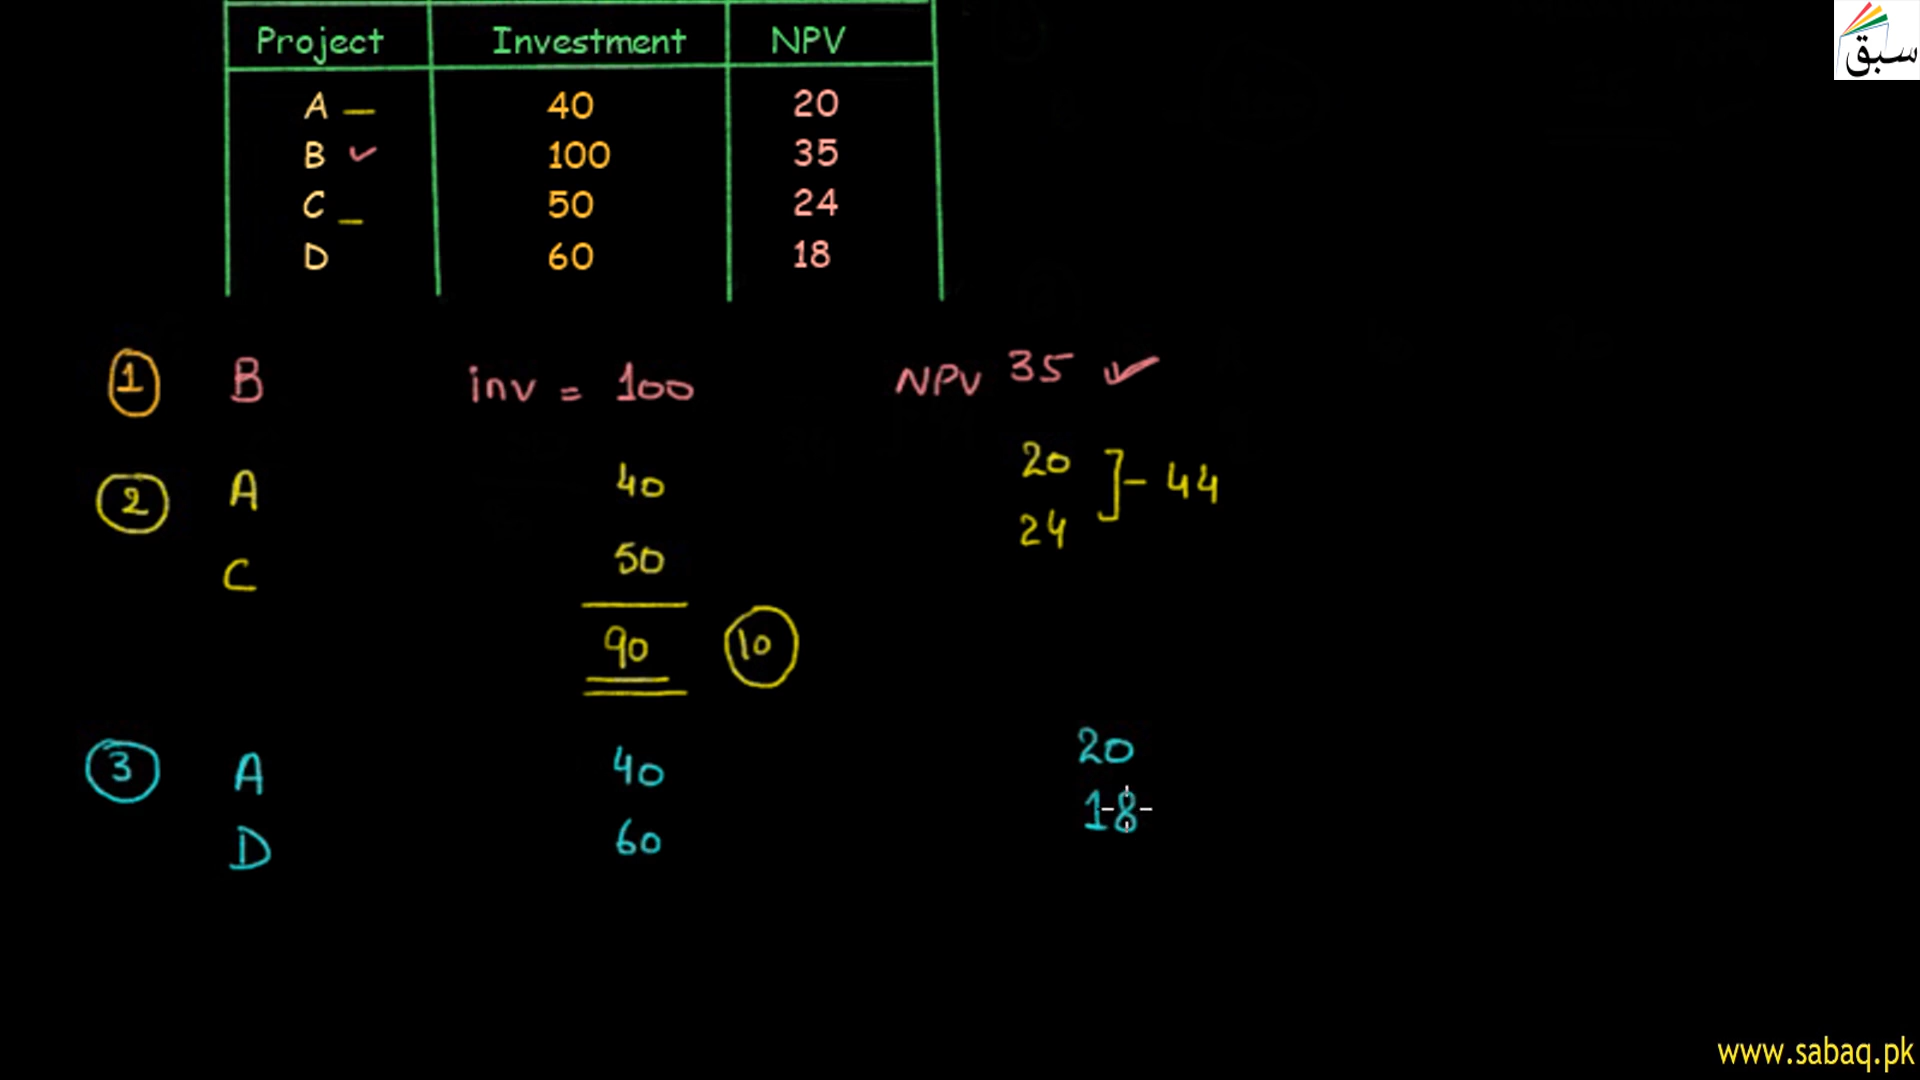 سبق
Project Investment NPV
A 40 20
B ✓ 100 35
C 50 24
D 60 18
1 B inv = 100 NPV 35 ✓
2 A 40 20 ] - 44
C 50 24
90 10
3 A 40 20
D 60 18
www.sabaq.pk